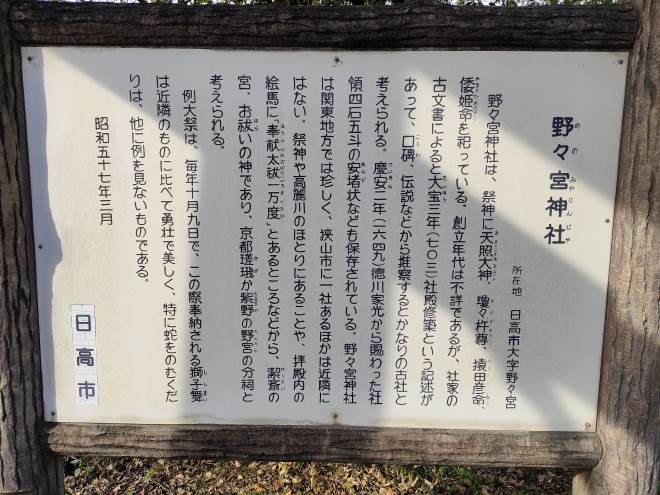 野々宮神社
所在地 日高市大字野々宮
野々宮神社は、祭神に天照大神、瓊々杵尊、猿田彦命、
倭姫命を祀っている。創立年代は不詳であるが、社家の
古文書によると大宝三年(七〇三)社殿修築という記述が
あって、口碑、伝説などから推察するとかなりの古社と
考えられる。慶安二年(一六四九)徳川家光から賜わった社
領四石五斗の安堵状なども保存されている。野々宮神社
は関東地方では珍しく、狭山市に一社あるほかは近隣に
はない。祭神や高麗川のほとりにあることや、拝殿内の
絵馬に「奉献太祓一万度」とあるところなどから、潔斎の
宮、お祓いの神であり、京都嵯峨か紫野の野宮の分祠と
考えられる。
例大祭は、毎年十月九日で、この際奉納される獅子舞
は近隣のものに比べて勇壮で美しく、特に蛇をのむくだ
りは、他に例を見ないものである。
昭和五十七年三月
日高市